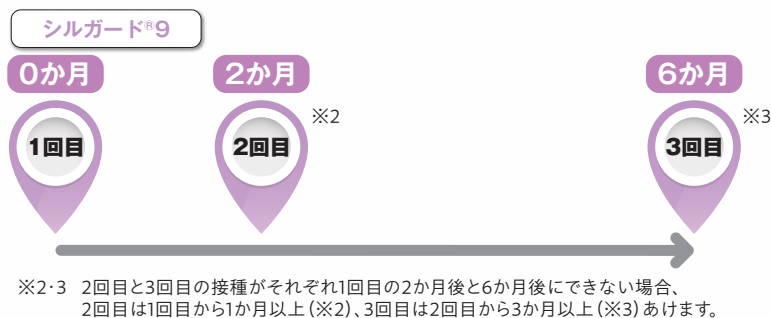 シルガード®9
0か月 2か月 6か月
※2 ※3
1回目 2回目 3回目
※2・3 2回目と3回目の接種がそれぞれ1回目の2か月後と6か月後にできない場合、
2回目は1回目から1か月以上（※2）、3回目は2回目から3か月以上（※3）あけます。